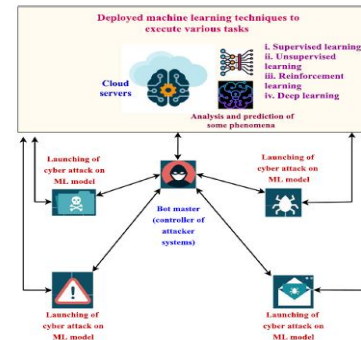 Deployed machine learning techniques to
execute various tasks
Cloud
servers
i. Supervised learning
ii. Unsupervised
learning
iii. Reinforcement
learning
iv. Deep learning
Analysis and prediction of
some phenomena
Launching of
cyber attack on
ML model
Launching of
cyber attack
on ML model
Bot master
(controller of
attacker
systems)
Launching of
cyber attack on
ML model
Launching of
cyber attack on
ML model